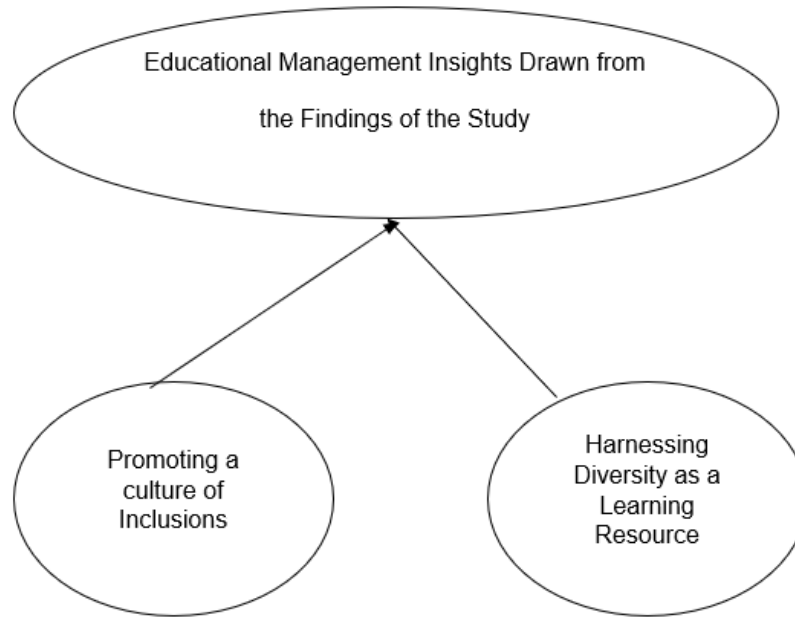 Educational Management Insights Drawn from
the Findings of the Study
Promoting a
culture of
Inclusions
Harnessing
Diversity as a
Learning
Resource